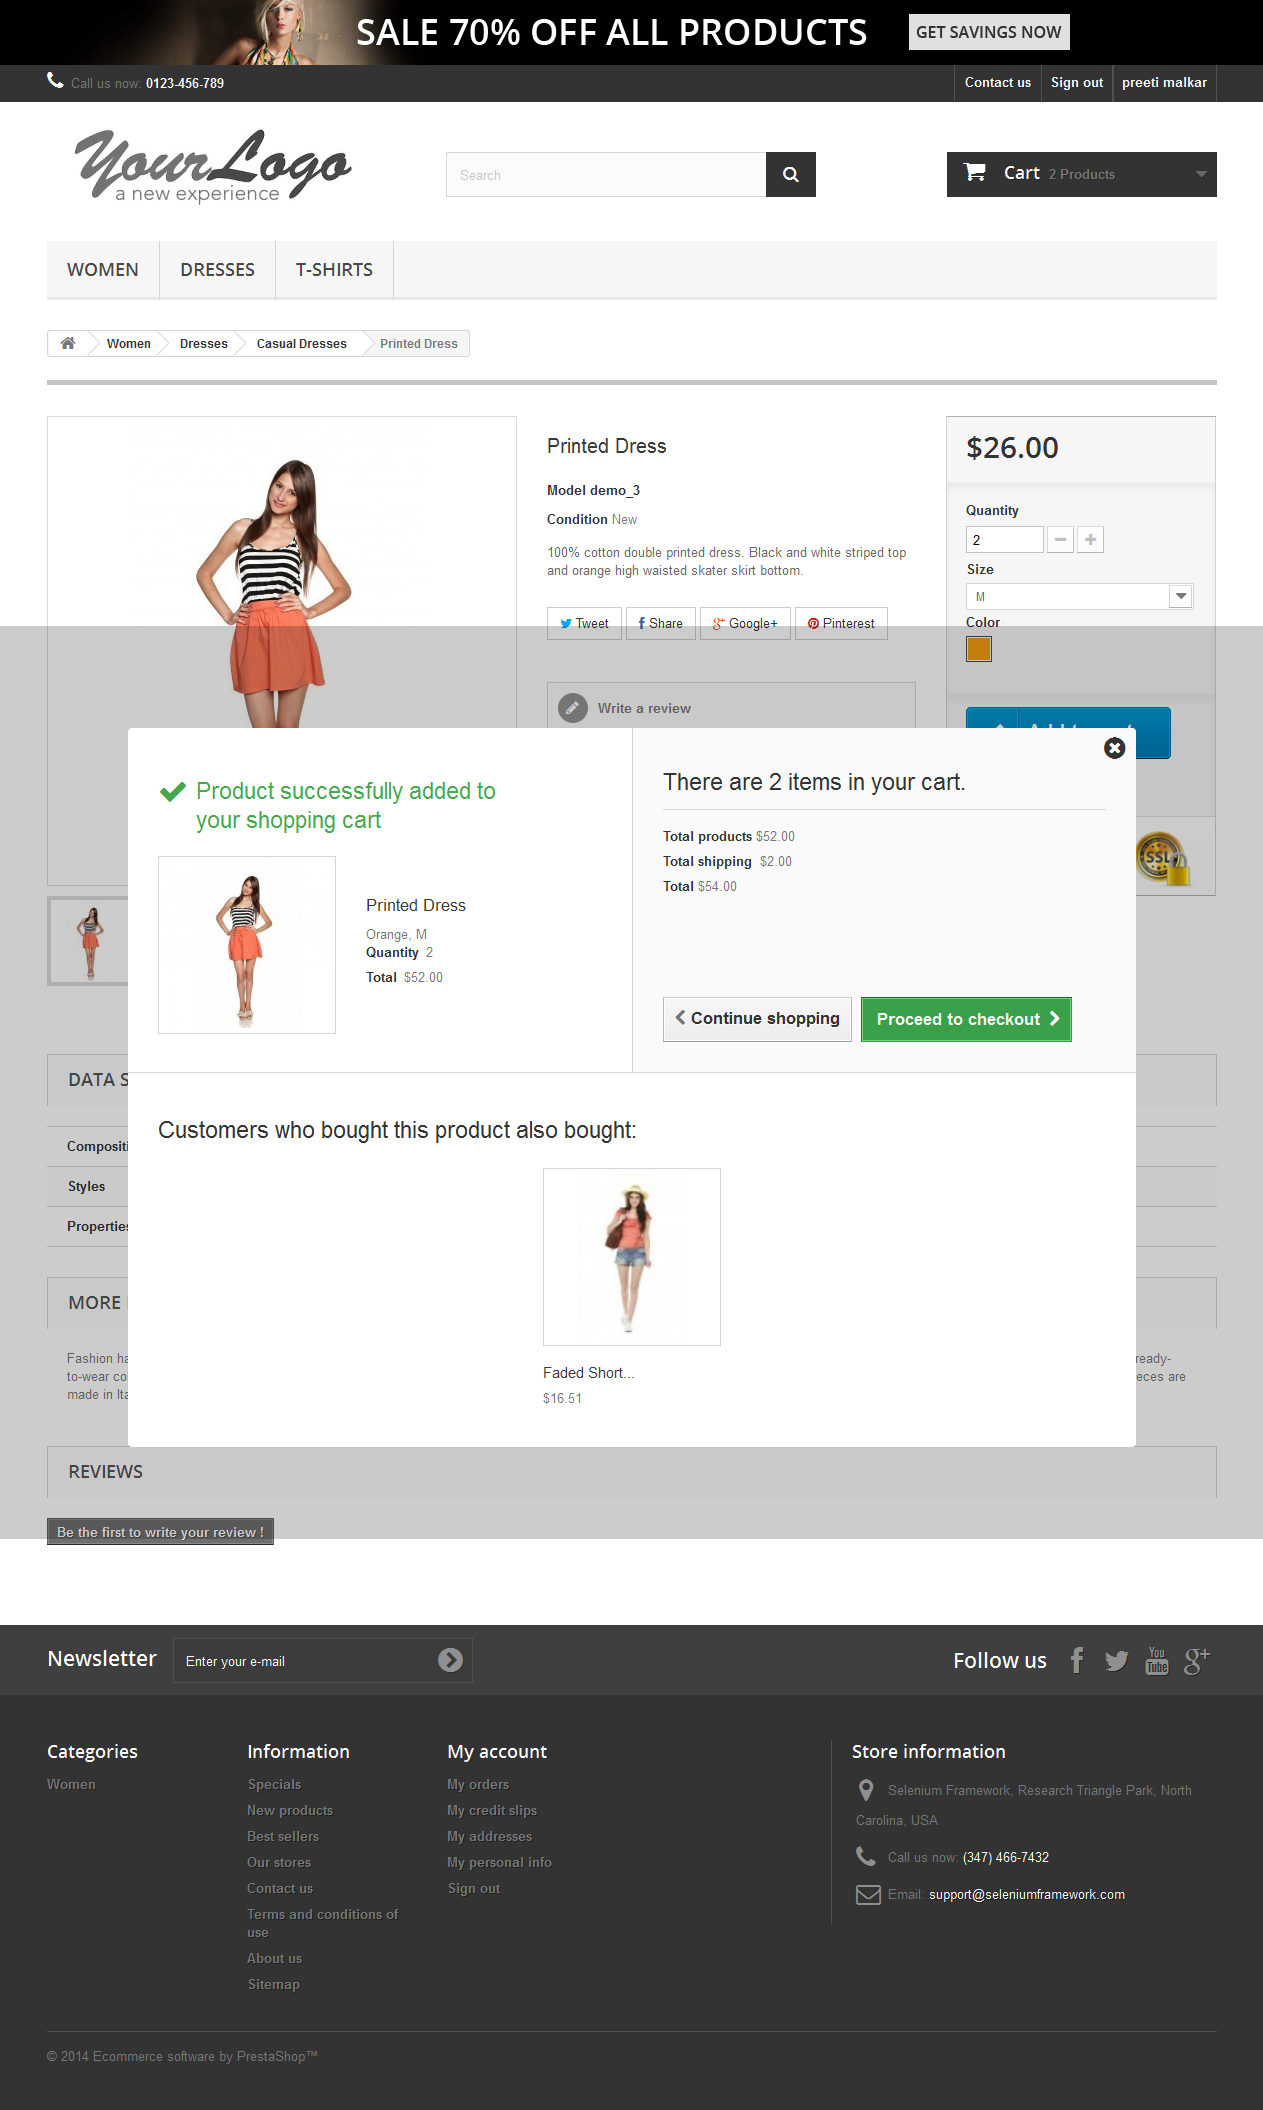 SALE 70% OFF ALL PRODUCTS
GET SAVINGS NOW
Call us now: 0123-456-789
Contact us
Sign out
preeti malkar
YourLogo
a new experience
Search
Cart 2 Products
WOMEN
DRESSES
T-SHIRTS
Women
Dresses
Casual Dresses
Printed Dress
Printed Dress
Model demo_3
Condition New
100% cotton double printed dress. Black and white striped top
and orange high waisted skater skirt bottom.
Tweet
Share
Google+
Pinterest
Write a review
$26.00
Quantity
2
Size
M
Color
SSL
Product successfully added to
your shopping cart
Printed Dress
Orange, M
Quantity 2
Total $52.00
There are 2 items in your cart.
Total products $52.00
Total shipping $2.00
Total $54.00
Continue shopping
Proceed to checkout
Customers who bought this product also bought:
Faded Short...
$16.51
DATA S
Compositi
Styles
Properties
MORE
Fashion ha
ready-
to-wear co
eces are
made in Ita
REVIEWS
Be the first to write your review !
Newsletter
Enter your e-mail
Follow us
You
Tube
Categories
Women
Information
Specials
New products
Best sellers
Our stores
Contact us
Terms and conditions of
use
About us
Sitemap
My account
My orders
My credit slips
My addresses
My personal info
Sign out
Store information
Selenium Framework, Research Triangle Park, North
Carolina, USA
Call us now: (347) 466-7432
Email: support@seleniumframework.com
© 2014 Ecommerce software by PrestaShop™